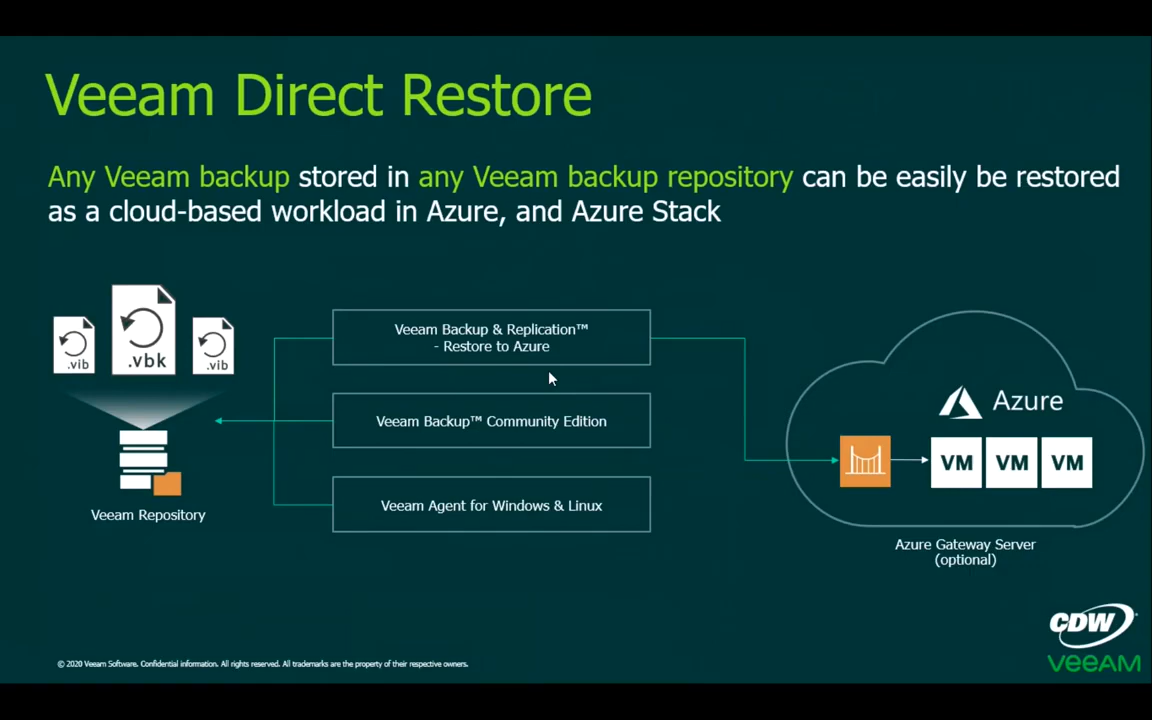 Veeam Direct Restore
Any Veeam backup stored in any Veeam backup repository can be easily be restored
as a cloud-based workload in Azure, and Azure Stack
.vib
.vbk
.vib
Veeam Repository
Veeam Backup & Replication™
- Restore to Azure
Veeam Backup™ Community Edition
Veeam Agent for Windows & Linux
Azure
VM VM VM
Azure Gateway Server
(optional)
CDW
VEEAM
© 2020 Veeam Software. Confidential information. All rights reserved. All trademarks are the property of their respective owners.